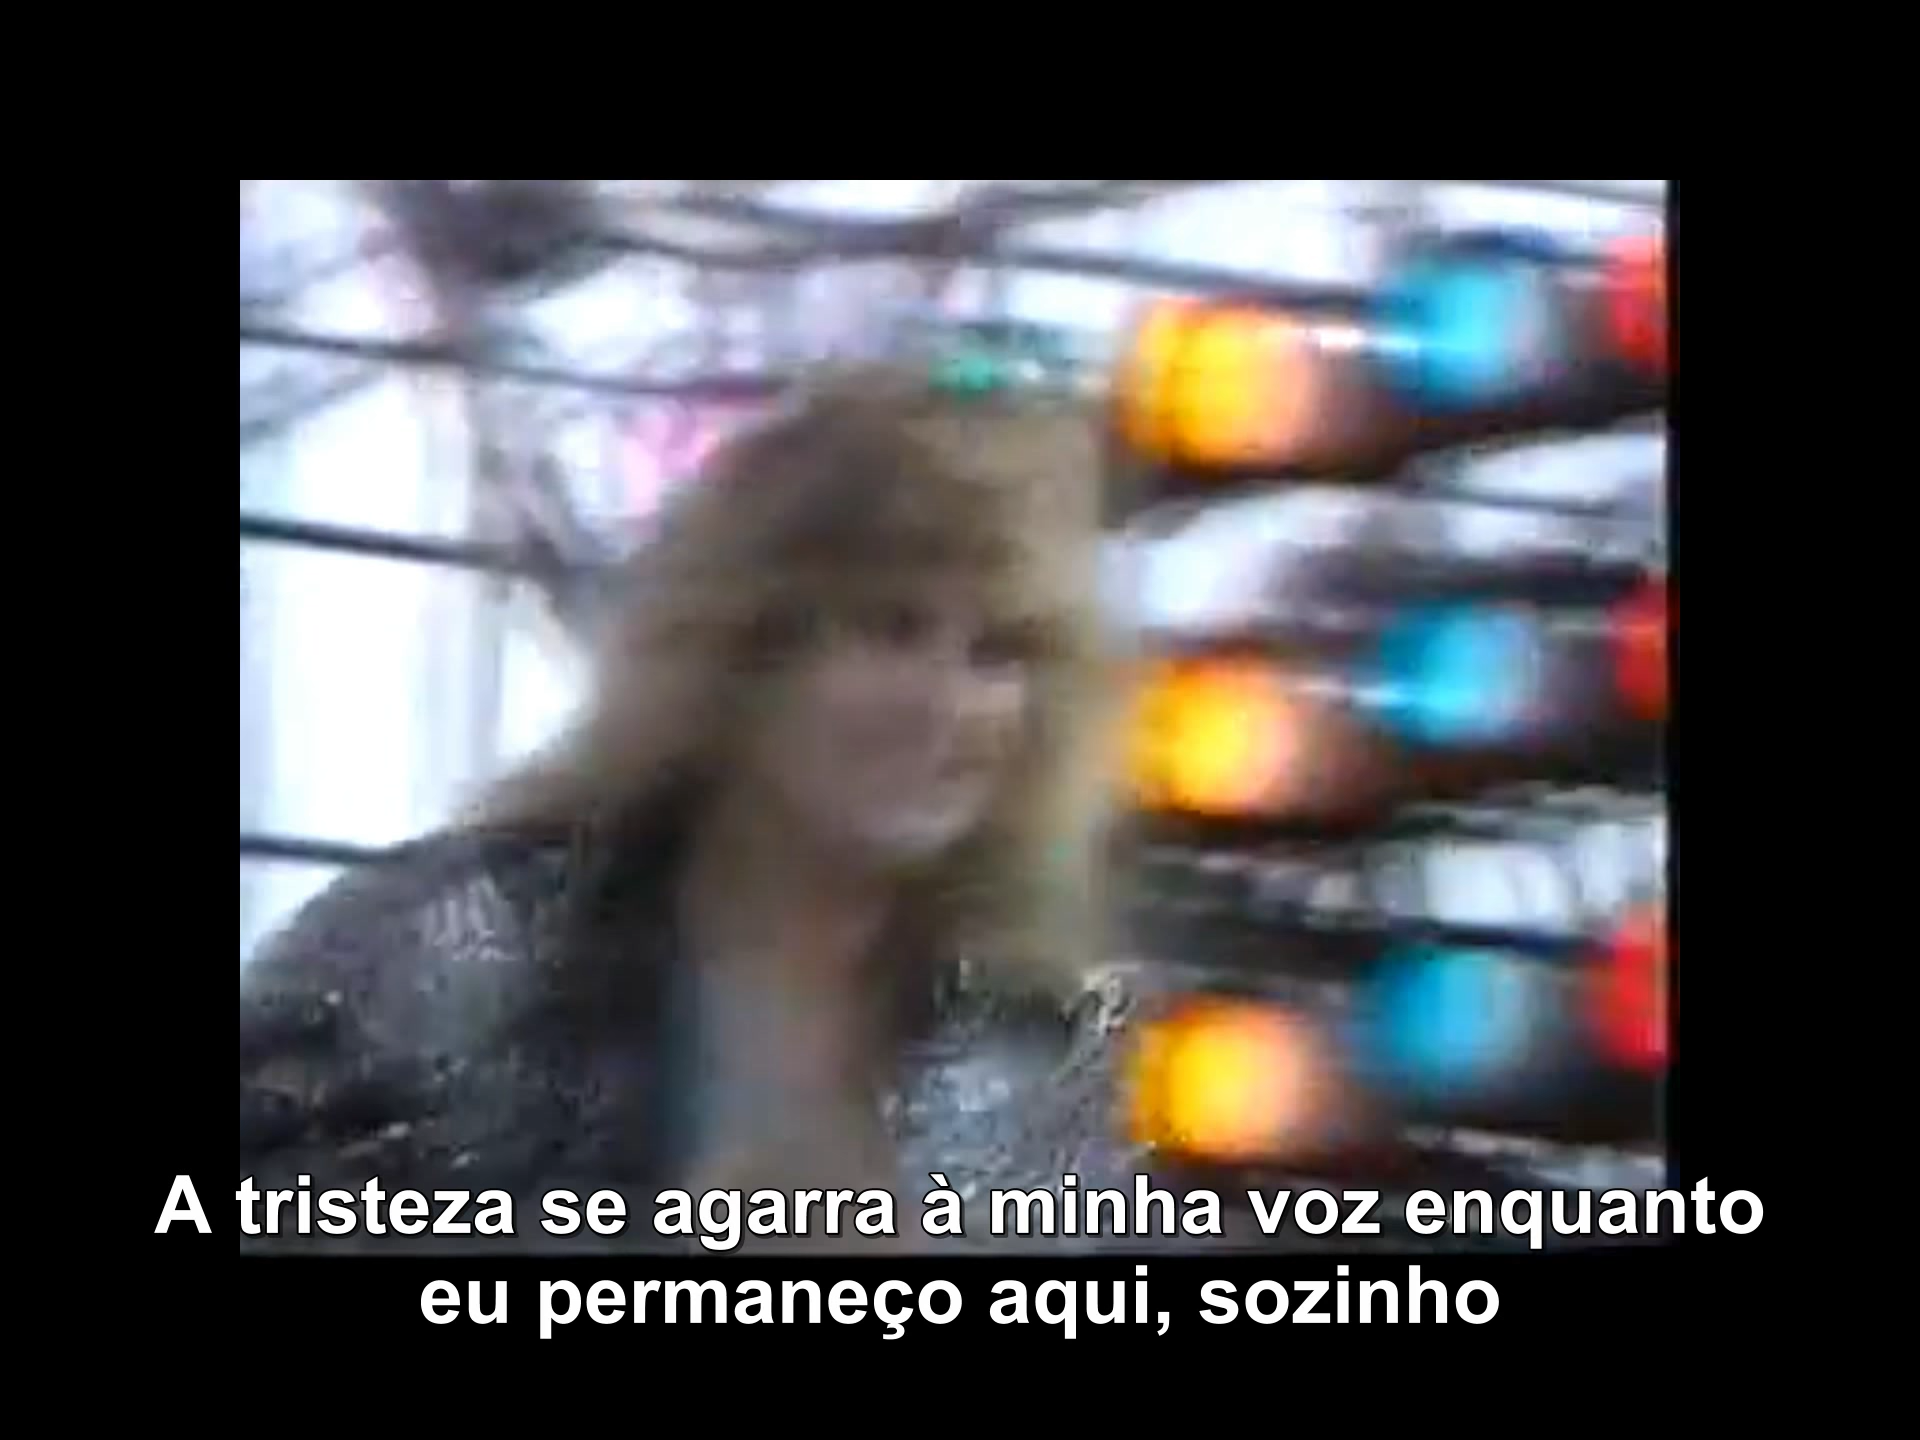 A tristeza se agarra à minha voz enquanto
eu permaneço aqui, sozinho